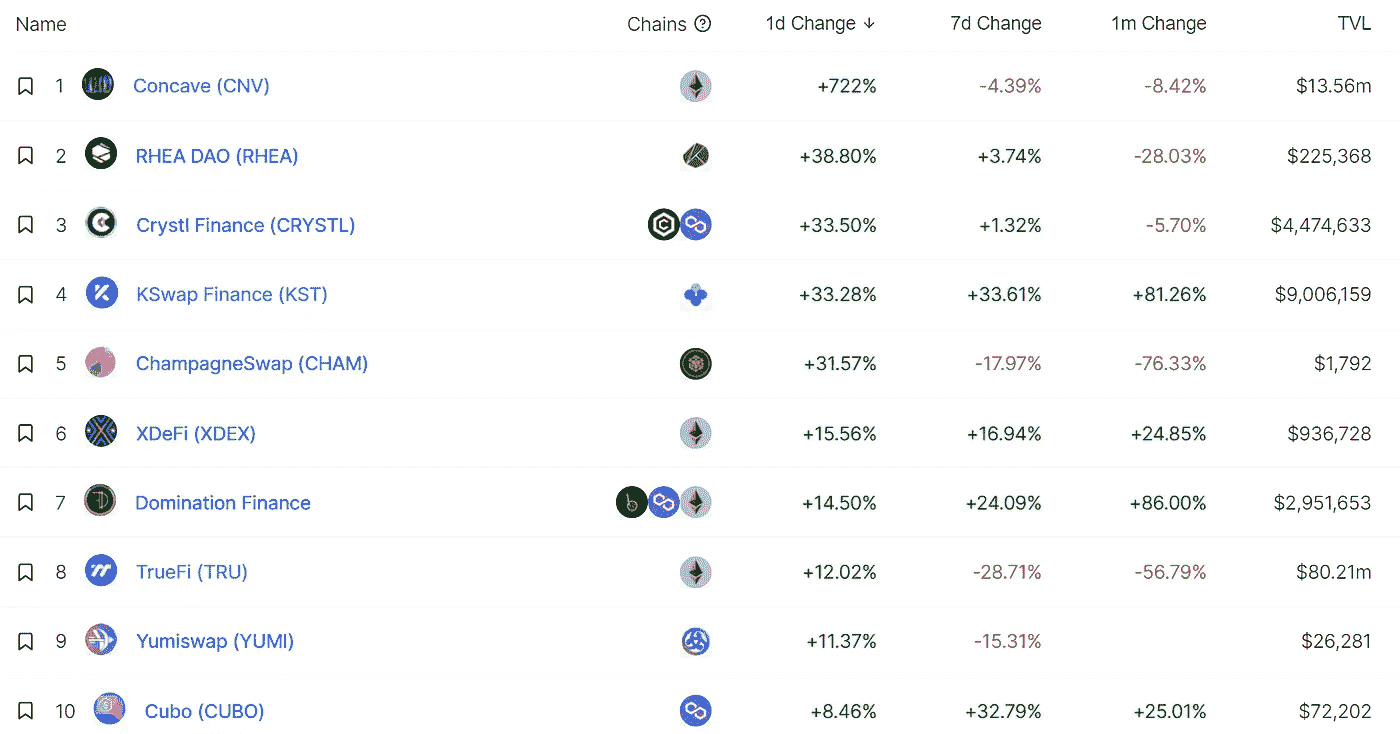 Name Chains ? 1d Change ↓ 7d Change 1m Change TVL
1 Concave (CNV) +722% -4.39% -8.42% $13.56m
2 RHEA DAO (RHEA) +38.80% +3.74% -28.03% $225,368
3 Crystl Finance (CRYSTL) +33.50% +1.32% -5.70% $4,474,633
4 KSwap Finance (KST) +33.28% +33.61% +81.26% $9,006,159
5 ChampagneSwap (CHAM) +31.57% -17.97% -76.33% $1,792
6 XDeFi (XDEX) +15.56% +16.94% +24.85% $936,728
7 Domination Finance +14.50% +24.09% +86.00% $2,951,653
8 TrueFi (TRU) +12.02% -28.71% -56.79% $80.21m
9 Yumiswap (YUMI) +11.37% -15.31% $26,281
10 Cubo (CUBO) +8.46% +32.79% +25.01% $72,202